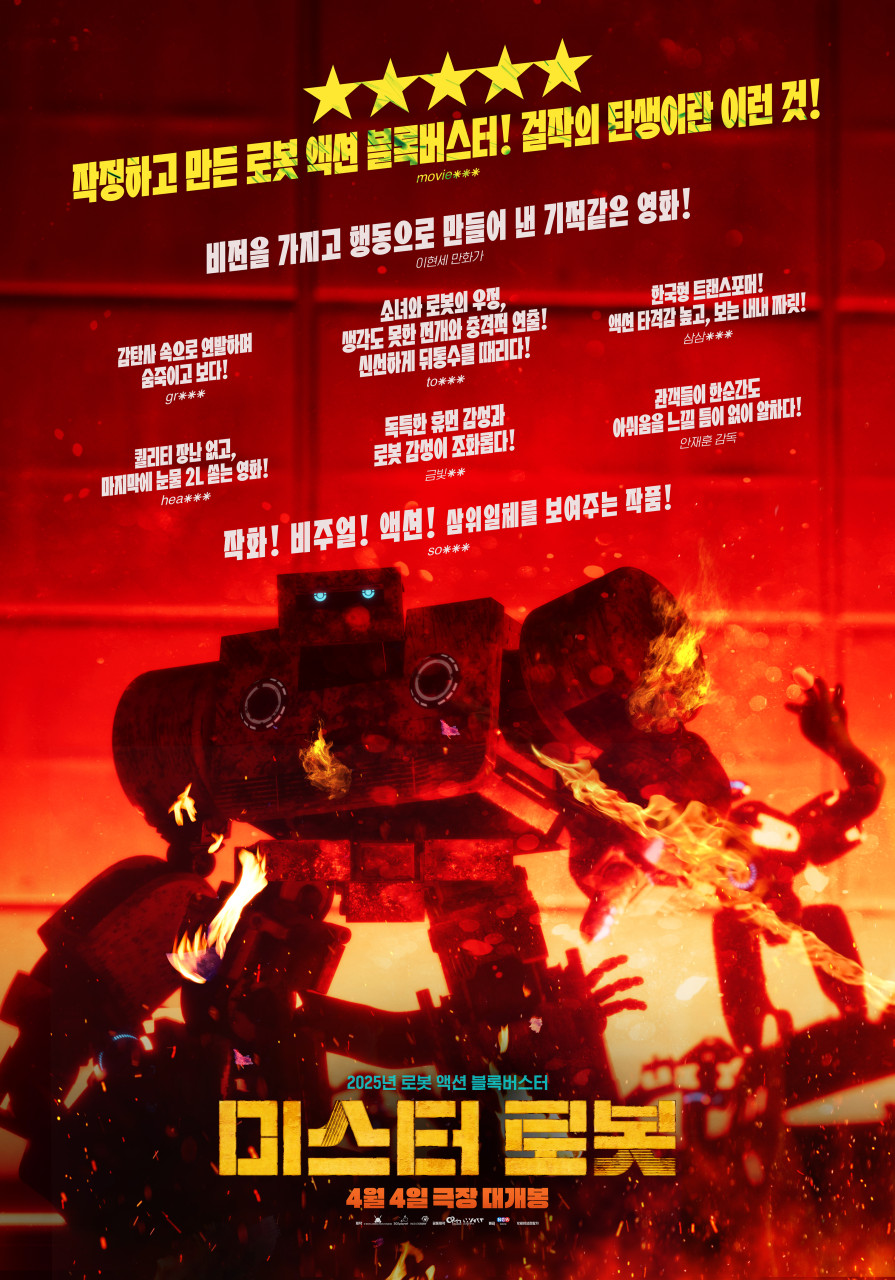 ★★★★★
작정하고 만든 로봇 액션 블록버스터! 걸작의 탄생이란 이런 것!
movie✷✷✷
비전을 가지고 행동으로 만들어 낸 기적같은 영화!
이현세 만화가
감탄사 속으로 연발하며
숨죽이고 보다!
gr✷✷✷
소녀와 로봇의 우정,
생각도 못한 전개와 충격적 연출!
신선하게 뒤통수를 때리다!
to✷✷✷
한국형 트랜스포머!
액션 타격감 높고, 보는 내내 짜릿!
삼삼✷✷✷
퀄리티 장난 없고,
마지막에 눈물 2L 쏟는 영화!
hea✷✷✷
독특한 휴먼 감성과
로봇 감성이 조화롭다!
금빛✷✷
관객들이 한순간도
아쉬움을 느낄 틈이 없이 알차다!
안재훈 감독
작화! 비주얼! 액션! 삼위일체를 보여주는 작품!
so✷✷✷
2025년 로봇 액션 블록버스터
미스터 로봇
4월 4일 극장 대개봉